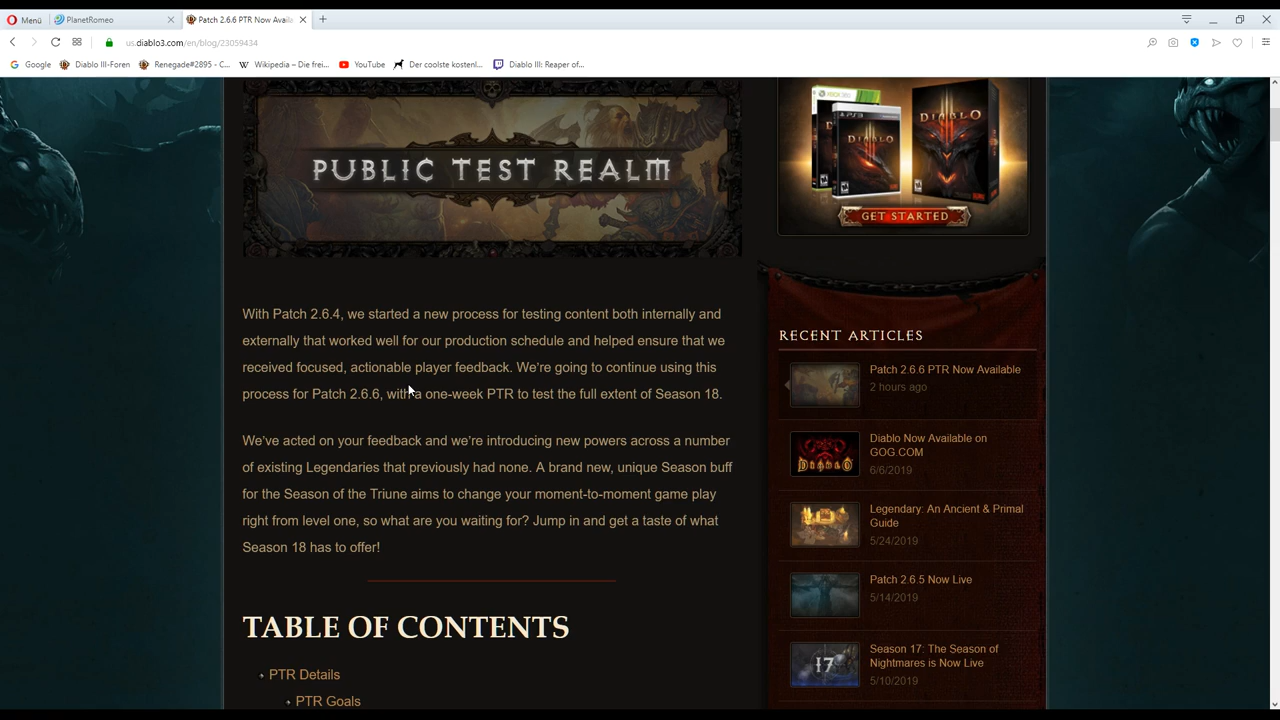 Menü
PlanetRomeo
Patch 2.6.6 PTR Now Availa
us.diablo3.com/en/blog/23059434
Google
Diablo III-Foren
Renegade#2895 - C...
Wikipedia – Die frei...
YouTube
Der coolste kostenl...
Diablo III: Reaper of...
PUBLIC TEST REALM
XBOX 360
PS3
DIABLO
DIABLO
GET STARTED
With Patch 2.6.4, we started a new process for testing content both internally and
externally that worked well for our production schedule and helped ensure that we
received focused, actionable player feedback. We're going to continue using this
process for Patch 2.6.6, with a one-week PTR to test the full extent of Season 18.
We've acted on your feedback and we're introducing new powers across a number
of existing Legendaries that previously had none. A brand new, unique Season buff
for the Season of the Triune aims to change your moment-to-moment game play
right from level one, so what are you waiting for? Jump in and get a taste of what
Season 18 has to offer!
TABLE OF CONTENTS
PTR Details
PTR Goals
RECENT ARTICLES
Patch 2.6.6 PTR Now Available
2 hours ago
DIABLO
Diablo Now Available on
GOG.COM
6/6/2019
Legendary: An Ancient & Primal
Guide
5/24/2019
Patch 2.6.5 Now Live
5/14/2019
17
Season 17: The Season of
Nightmares is Now Live
5/10/2019